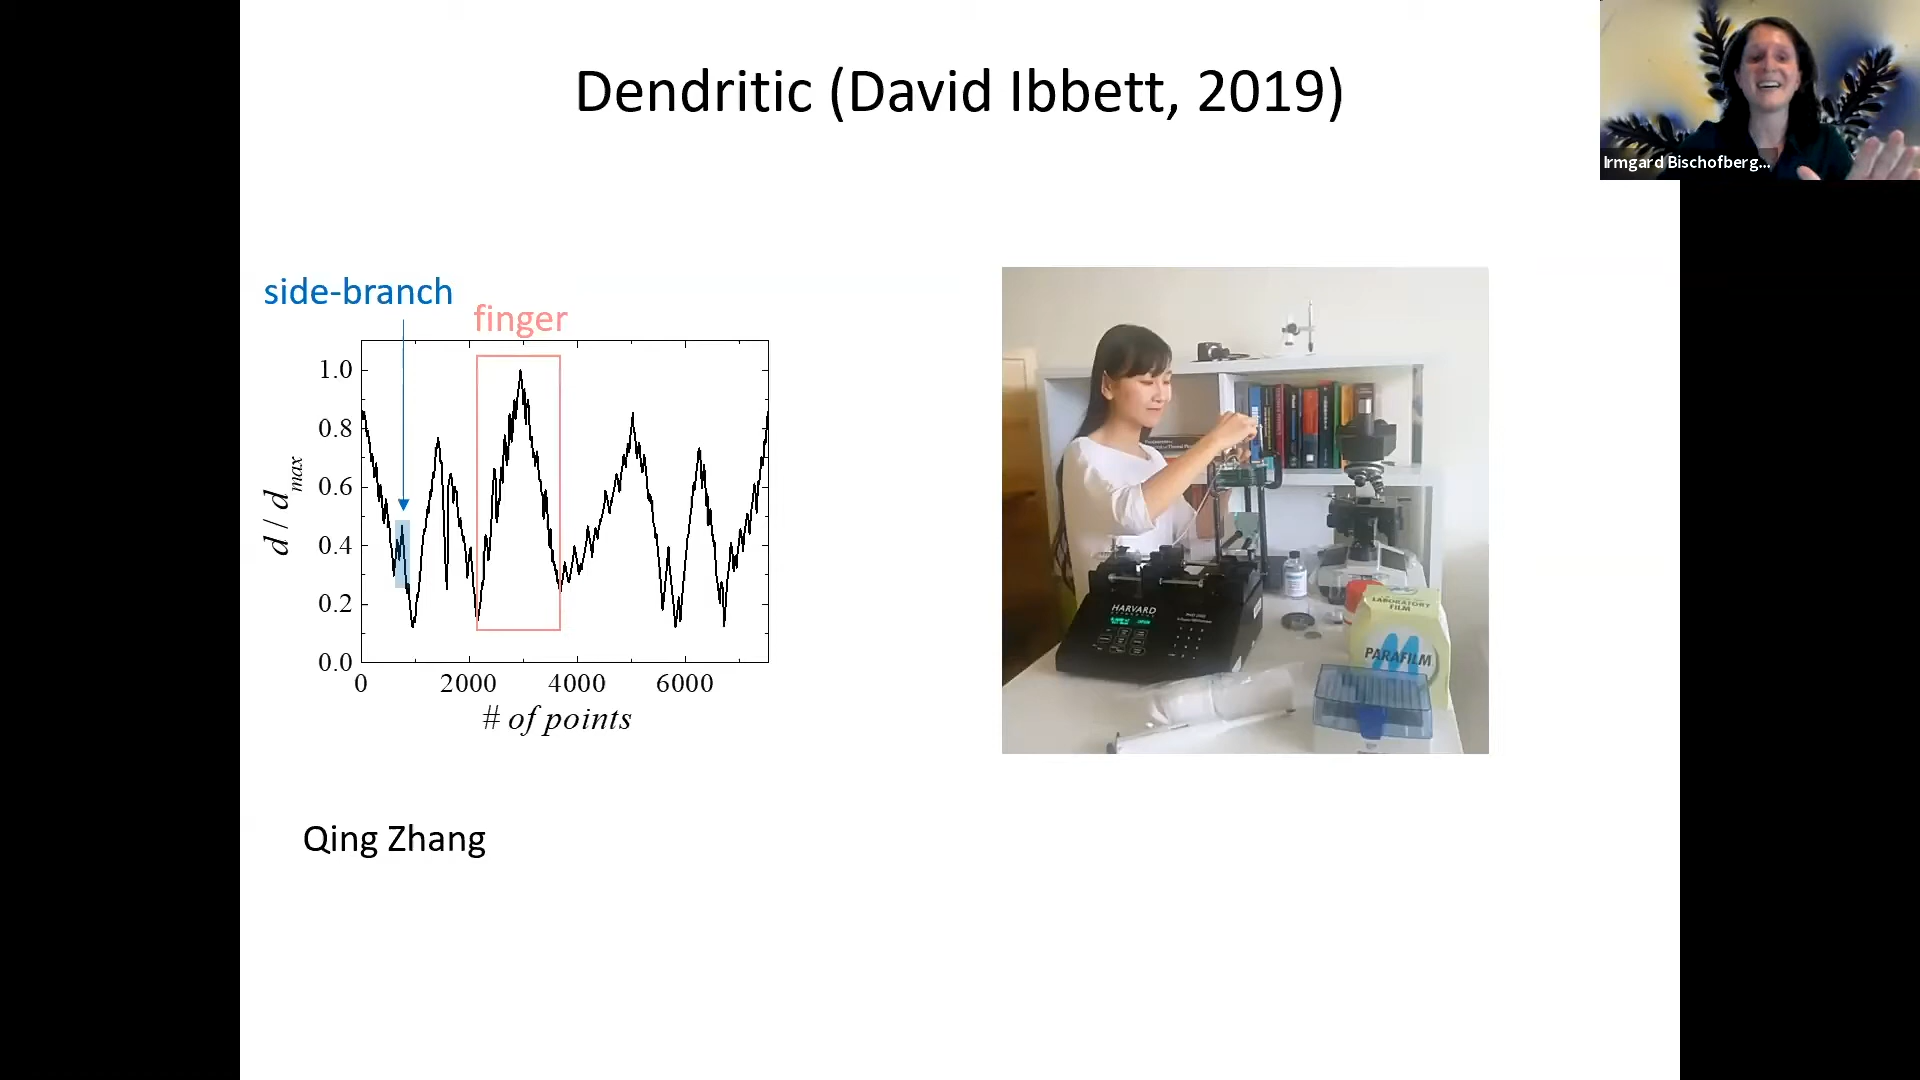 Dendritic (David Ibbett, 2019)
Irmgard Bischofberg...
side-branch
finger
1.0
0.8
0.6
0.4
0.2
0.0
d / dmax
0 2000 4000 6000
# of points
HARVARD
LABORATORY
FILM
PARAFILM
M
Qing Zhang